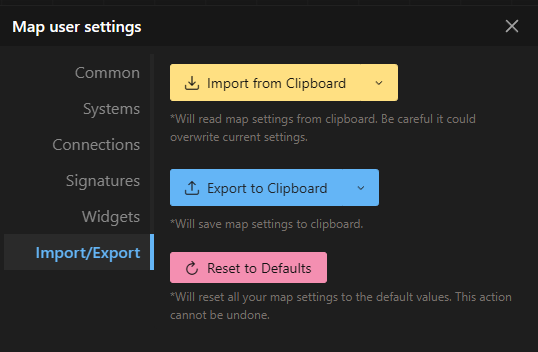 Map user settings
Common
Systems
Connections
Signatures
Widgets
Import/Export
Import from Clipboard
*Will read map settings from clipboard. Be careful it could
overwrite current settings.
Export to Clipboard
*Will save map settings to clipboard.
Reset to Defaults
*Will reset all your map settings to the default values. This action
cannot be undone.